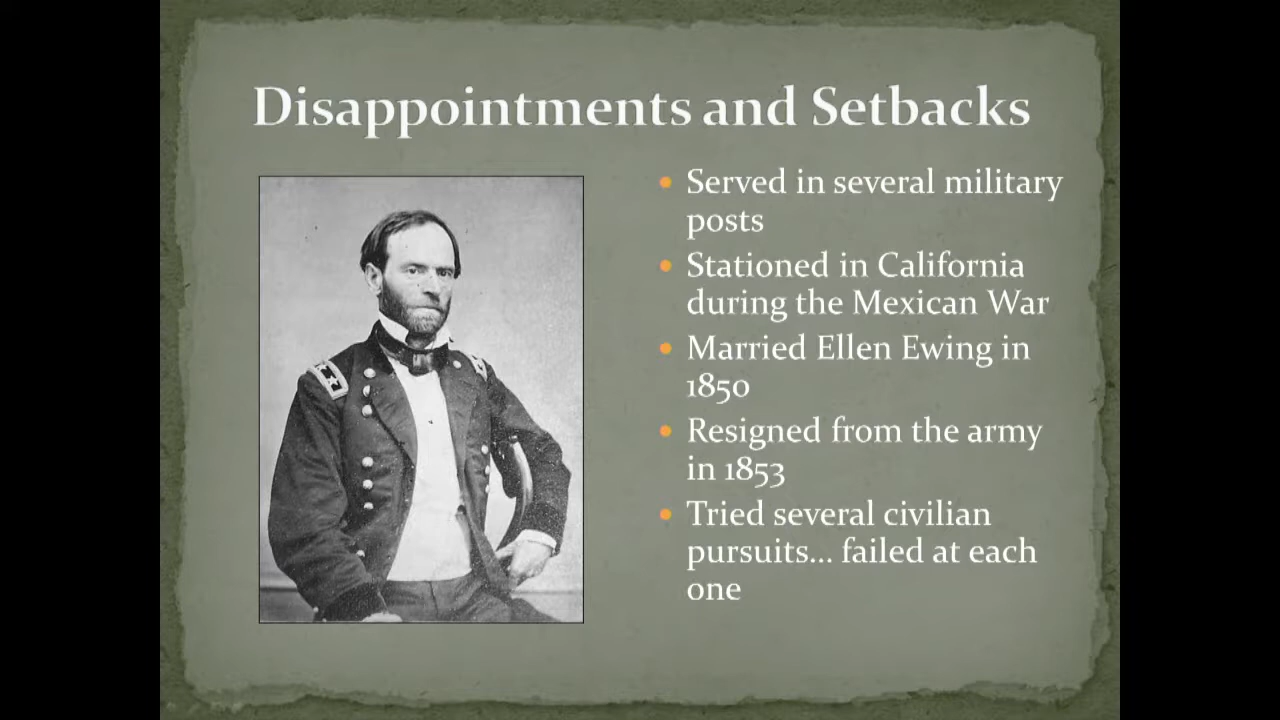 Disappointments and Setbacks
• Served in several military
posts
• Stationed in California
during the Mexican War
• Married Ellen Ewing in
1850
• Resigned from the army
in 1853
• Tried several civilian
pursuits... failed at each
one